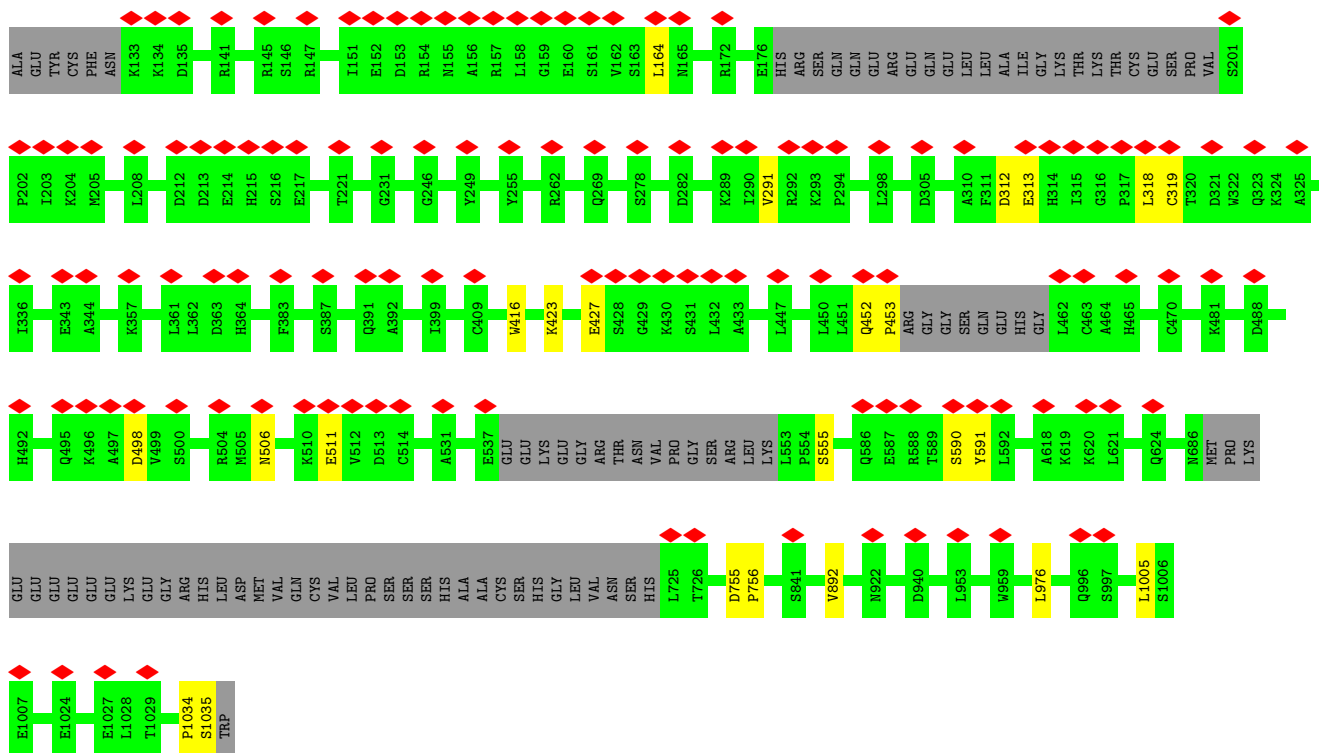 ALA GLU TYR CYS PHE ASN K133 K134 D135 R141 R145 S146 R147 I151 E152 D153 R154 N155 A156 R157 L158 G159 E160 S161 V162 S163 L164 N165 R172 E176 HIS ARG SER GLN GLN GLU ARG GLU GLN GLU LEU LEU ALA ILE GLY LYS THR LYS THR CYS GLU SER PRO VAL S201
P202 I203 K204 M205 L208 D212 D213 E214 H215 S216 E217 T221 G231 G246 Y249 Y255 R262 Q269 S278 D282 K289 I290 V291 R292 K293 P294 L298 D305 A310 F311 D312 E313 H314 I315 G316 P317 L318 C319 T320 D321 W322 Q323 K324 A325
I336 E343 A344 K357 L361 L362 D363 H364 F383 S387 Q391 A392 I399 C409 W416 K423 E427 S428 G429 K430 S431 L432 A433 L447 L450 L451 Q452 P453 ARG GLY GLY SER GLN GLU HIS GLY L462 C463 A464 H465 C470 K481 D488
H492 Q495 K496 A497 D498 V499 S500 R504 M505 N506 K510 E511 V512 D513 C514 A531 E537 GLU GLU LYS GLU GLY ARG THR ASN VAL PRO GLY SER ARG LEU LYS L553 P554 S555 Q586 E587 R588 T589 S590 Y591 L592 A618 K619 K620 L621 Q624 N686 MET PRO LYS
GLU GLU GLU GLU GLU GLU LYS GLU GLY ARG HIS LEU ASP MET VAL GLN CYS VAL LEU PRO SER SER SER HIS ALA ALA CYS SER HIS GLY LEU VAL ASN SER HIS L725 T726 S841 N922 D940 L953 W959 Q996 S997 D755 P756 V892 L976 L1005 S1006
E1007 E1024 E1027 L1028 T1029 P1034 S1035 TRP